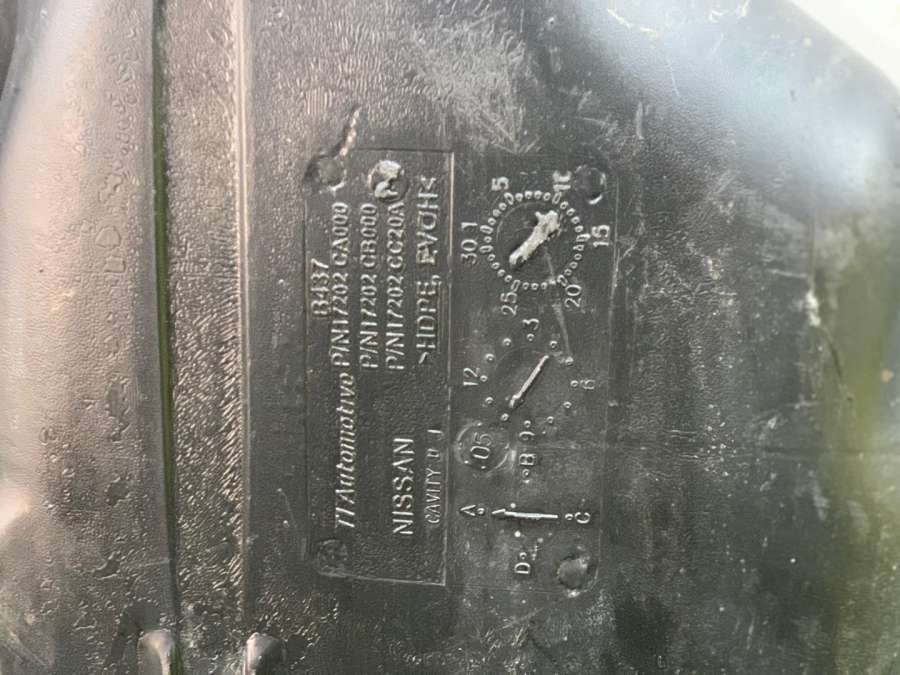 8437
TI Automotive P/N17202 CA000
P/N17202 CB000
NISSAN P/N17202 CC20A
CAVITY >HDPE, EVOH<
30 1 5 10 15 20 25
12 3 6 9
05
A B C D